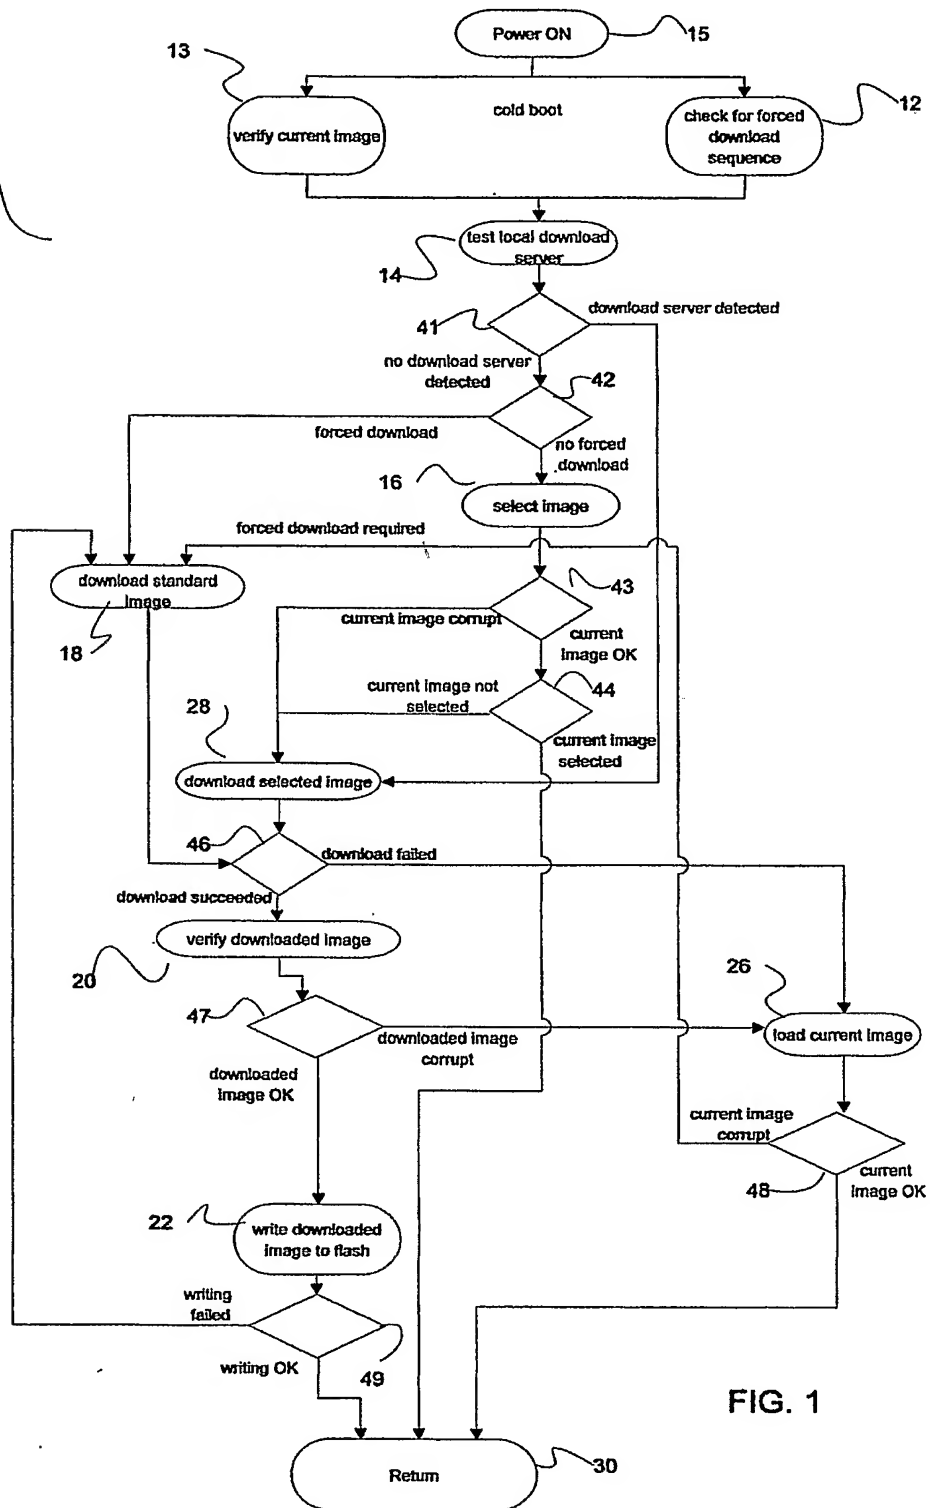 Power ON
15
13
cold boot
12
verify current image
check for forced
download
sequence
test local download
server
14
download server detected
41
no download server
detected
42
forced download
no forced
download
16
select image
forced download required
download standard
image
43
current image corrupt
current
image OK
18
current image not
selected
44
28
current image
selected
download selected image
46
download failed
download succeeded
verify downloaded image
20
26
47
load current image
downloaded image
corrupt
downloaded
image OK
current image
corrupt
current
image OK
48
22
write downloaded
image to flash
writing
failed
writing OK
49
FIG. 1
Return
30